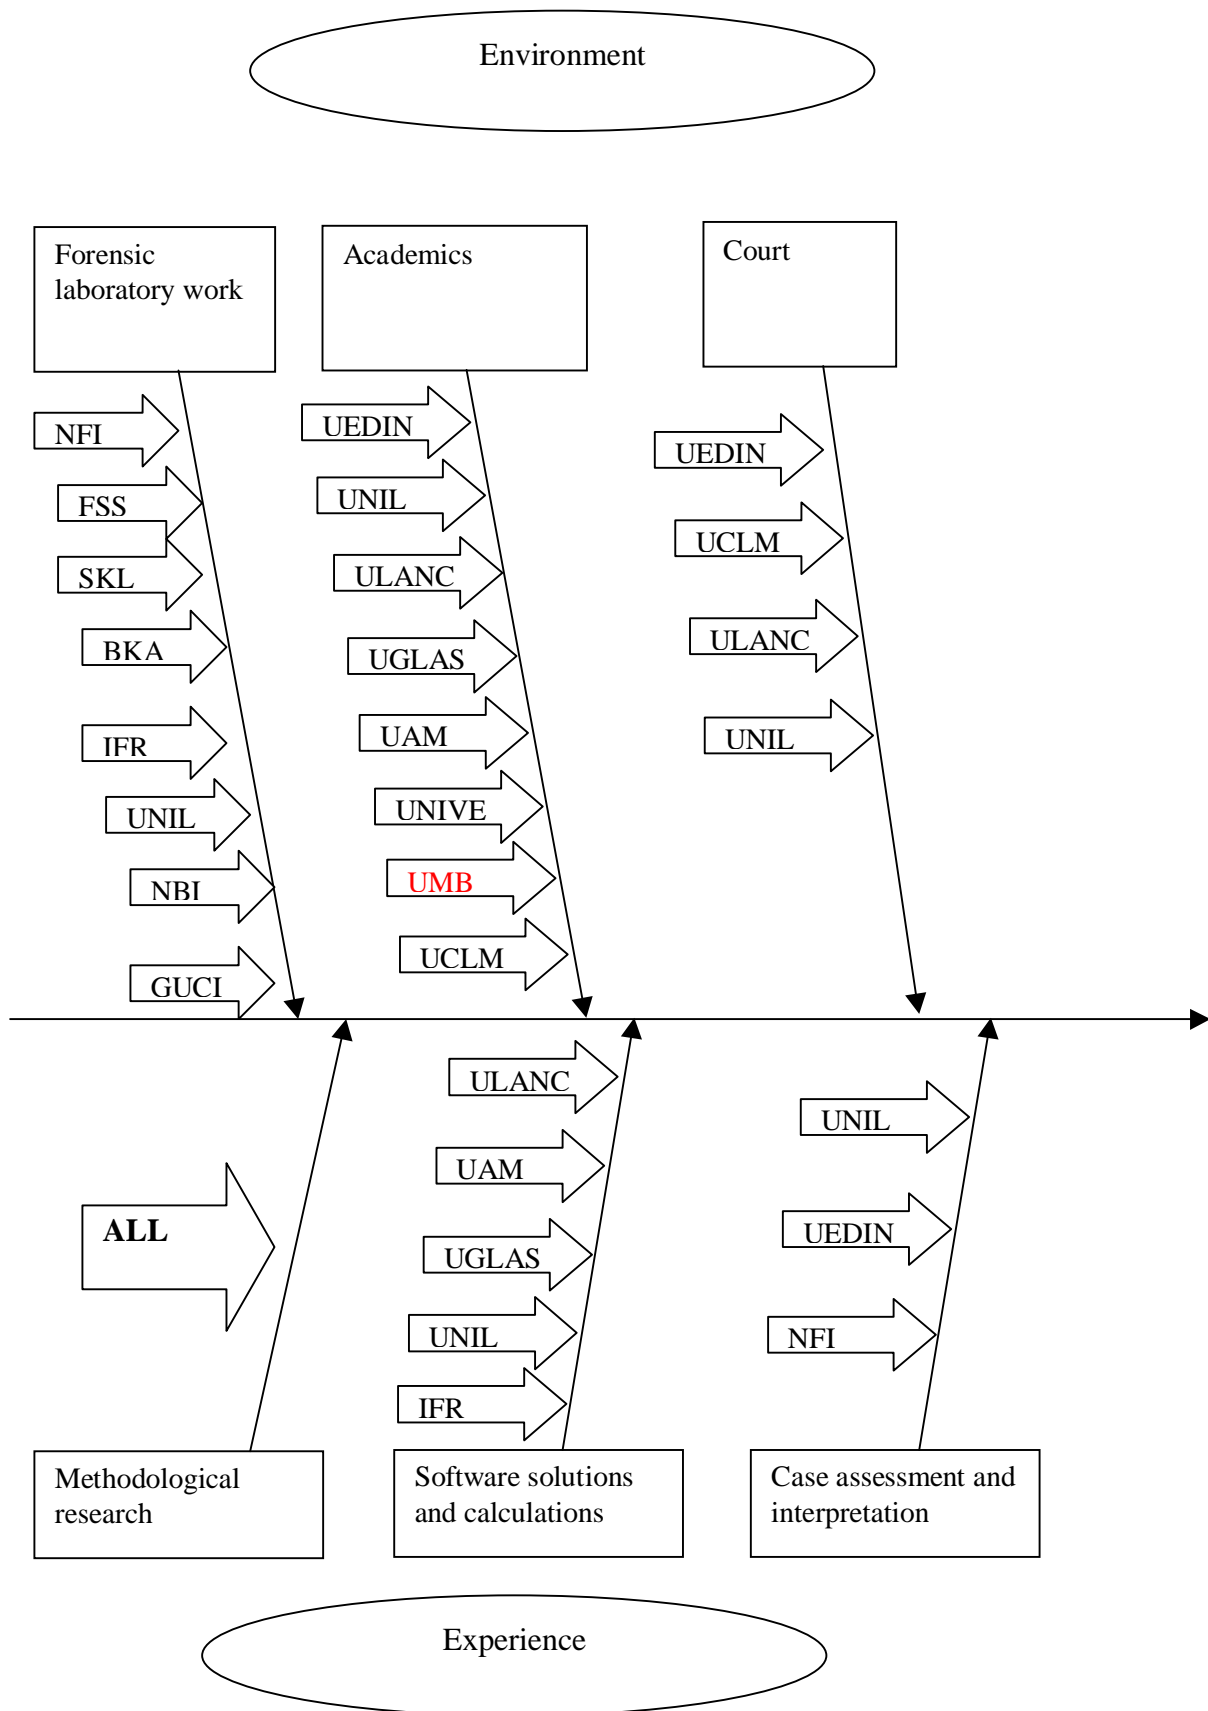 Environment
Forensic
laboratory work
NFI
FSS
SKL
BKA
IFR
UNIL
NBI
GUCI
Academics
UEDIN
UNIL
ULANC
UGLAS
UAM
UNIVE
UMB
UCLM
Court
UEDIN
UCLM
ULANC
UNIL
ALL
Methodological
research
ULANC
UAM
UGLAS
UNIL
IFR
Software solutions
and calculations
UNIL
UEDIN
NFI
Case assessment and
interpretation
Experience